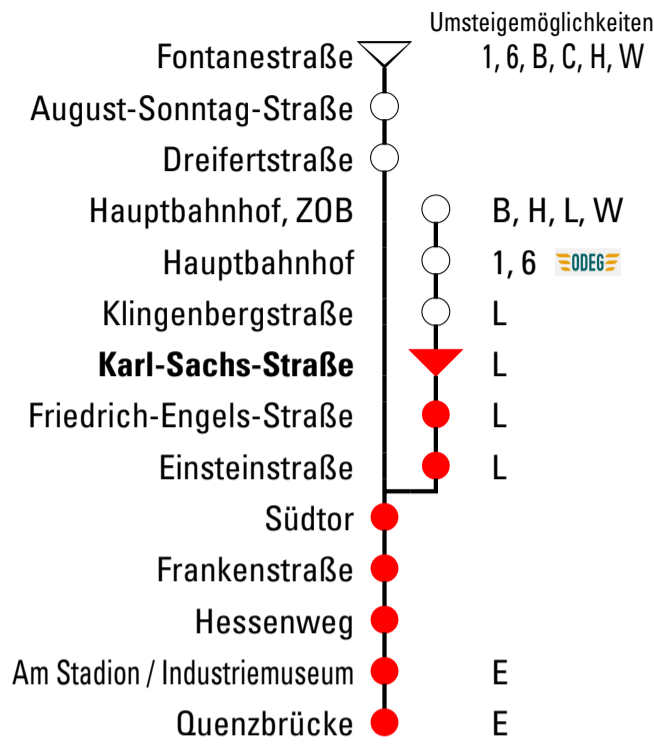 Umsteigemöglichkeiten
Fontanestraße 1, 6, B, C, H, W
August-Sonntag-Straße
Dreifertstraße
Hauptbahnhof, ZOB B, H, L, W
Hauptbahnhof 1, 6 ODEG
Klingenbergstraße L
Karl-Sachs-Straße L
Friedrich-Engels-Straße L
Einsteinstraße L
Südtor
Frankenstraße
Hessenweg
Am Stadion / Industriemuseum E
Quenzbrücke E